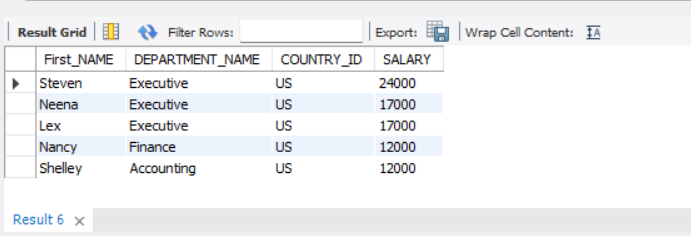 Result Grid Filter Rows: Export: Wrap Cell Content: IA
First_NAME DEPARTMENT_NAME COUNTRY_ID SALARY
Steven Executive US 24000
Neena Executive US 17000
Lex Executive US 17000
Nancy Finance US 12000
Shelley Accounting US 12000
Result 6